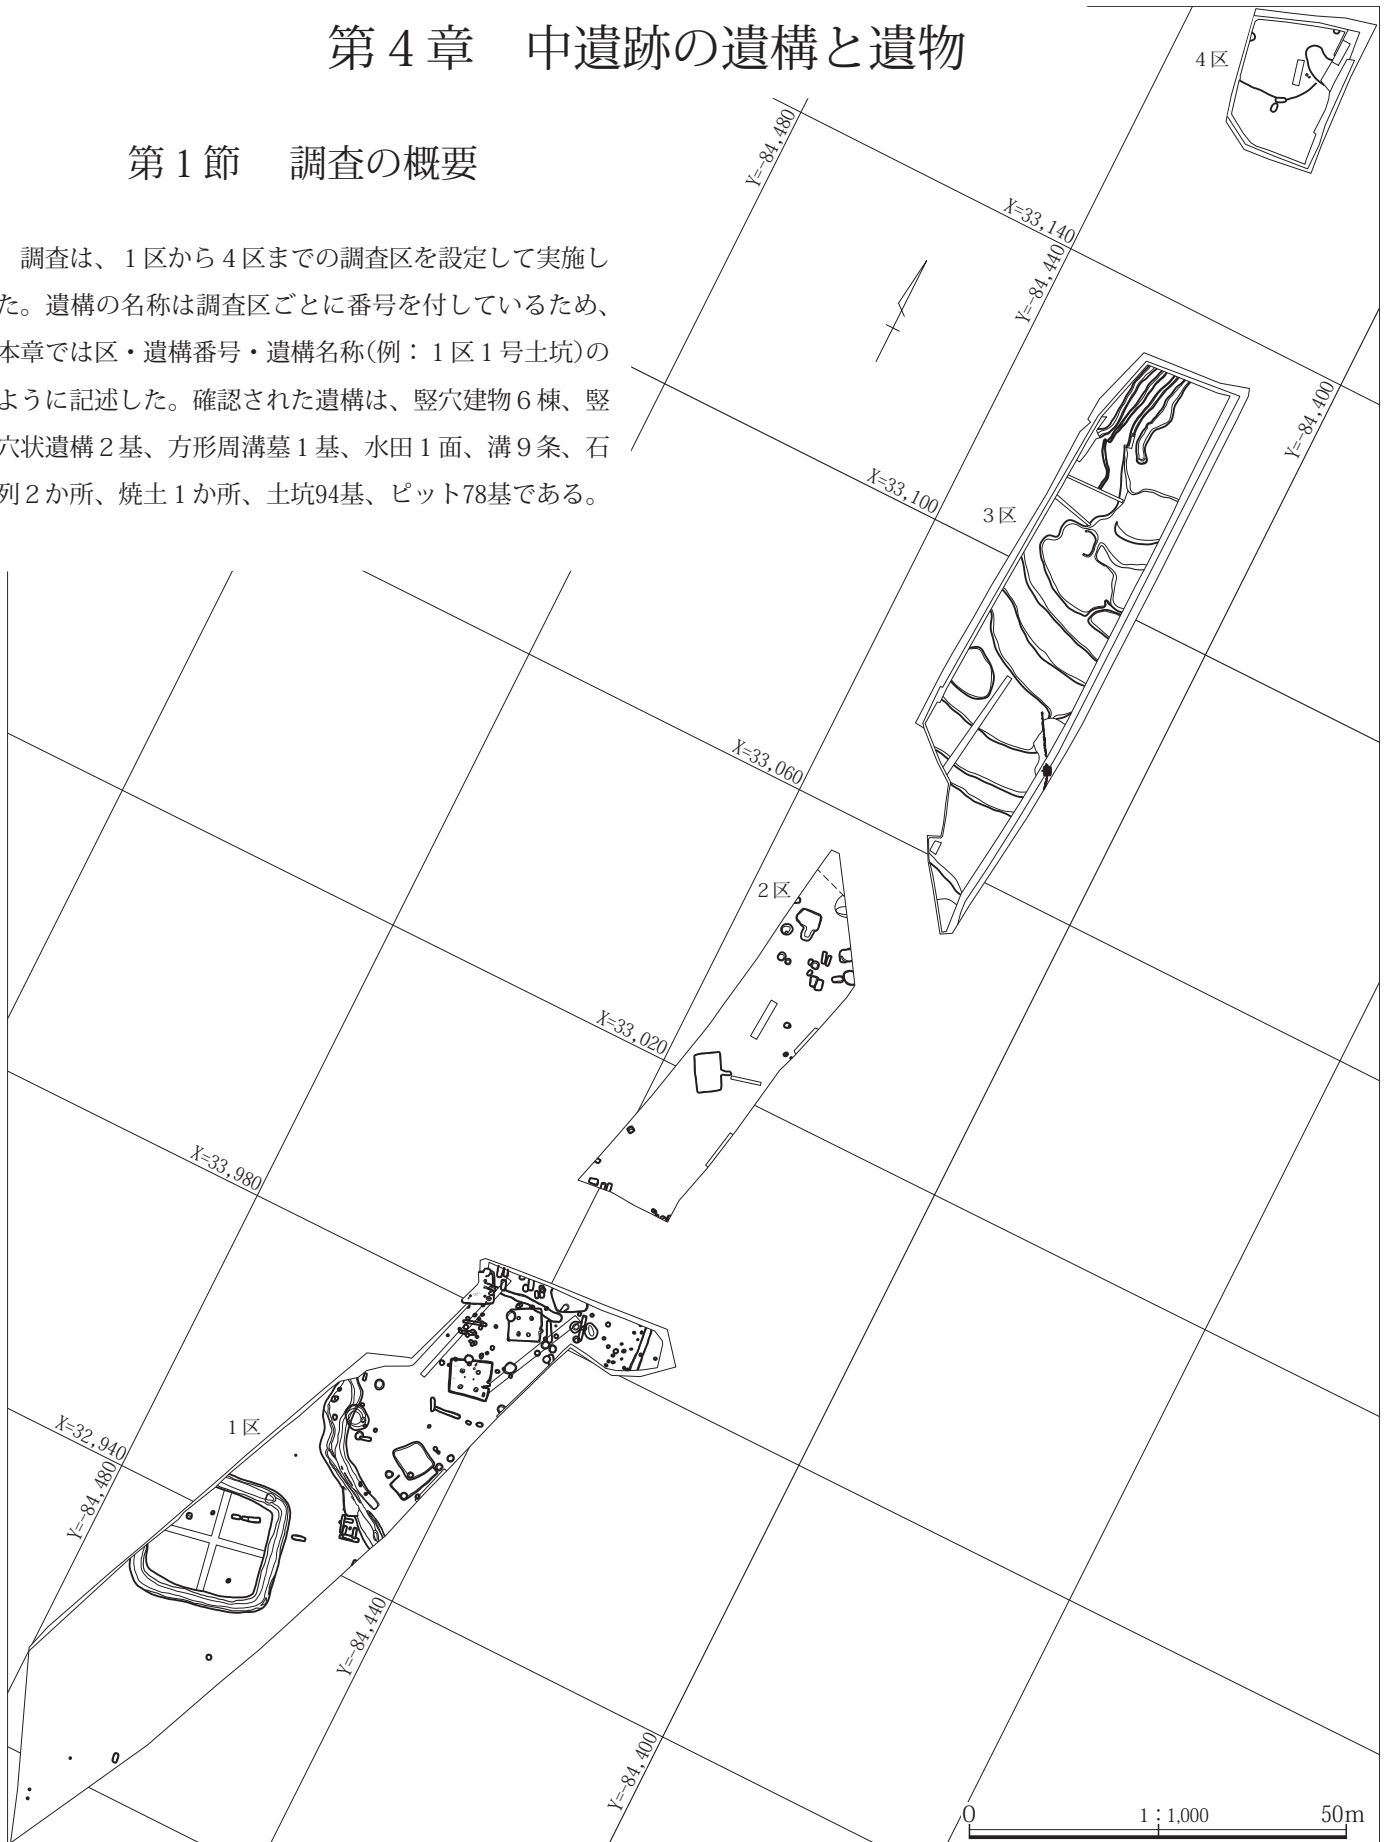 第４章　中遺跡の遺構と遺物
第１節　調査の概要
調査は、１区から４区までの調査区を設定して実施し
た。遺構の名称は調査区ごとに番号を付しているため、
本章では区・遺構番号・遺構名称(例：１区１号土坑)の
ように記述した。確認された遺構は、竪穴建物６棟、竪
穴状遺構２基、方形周溝墓１基、水田１面、溝９条、石
列２か所、焼土１か所、土坑94基、ピット78基である。
4区
Y=-84,480
X=33,140
Y=-84,440
Y=-84,400
X=33,100
3区
X=33,060
2区
X=33,020
X=33,980
1区
X=32,940
Y=-84,480
Y=-84,440
Y=-84,400
0
1：1,000
50m